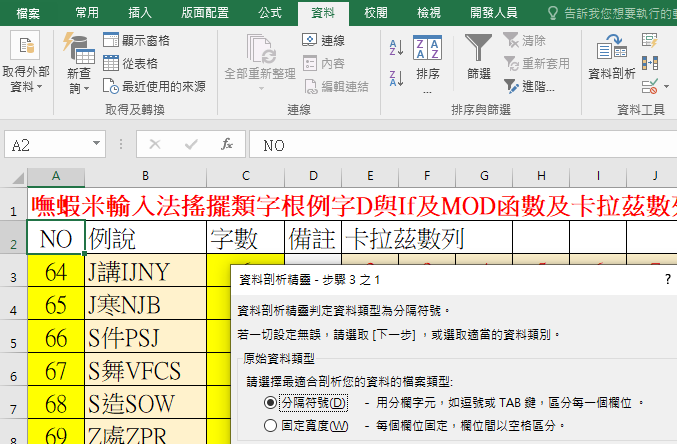 檔案 常用 插入 版面配置 公式 資料 校閱 檢視 開發人員 告訴我您想要執行的動
取得外部資料 新查詢 顯示窗格 從表格 最近使用的來源 取得及轉換
全部重新整理 連線 內容 編輯連結 連線
排序... 篩選 清除 重新套用 進階... 排序與篩選
資料剖析 資料工具
A2 fx NO
A B C D E F G H I J
1 嘸蝦米輸入法搖擺類字根例字D與If及MOD函數及卡拉茲數
2 NO 例說 字數 備註 卡拉茲數列
3 64 J講IJNY
4 65 J寒NJB
5 66 S件PSJ
6 67 S舞VFCS
7 68 S造SOW
8 69 Z處ZPR
資料剖析精靈 - 步驟 3 之 1 ?
資料剖析精靈判定資料類型為分隔符號。
若一切設定無誤，請選取 [下一步]，或選取適當的資料類別。
原始資料類型
請選擇最適合剖析您的資料的檔案類型:
分隔符號(D) - 用分欄字元，如逗號或 TAB 鍵，區分每一個欄位。
固定寬度(W) - 每個欄位固定，欄位間以空格區分。